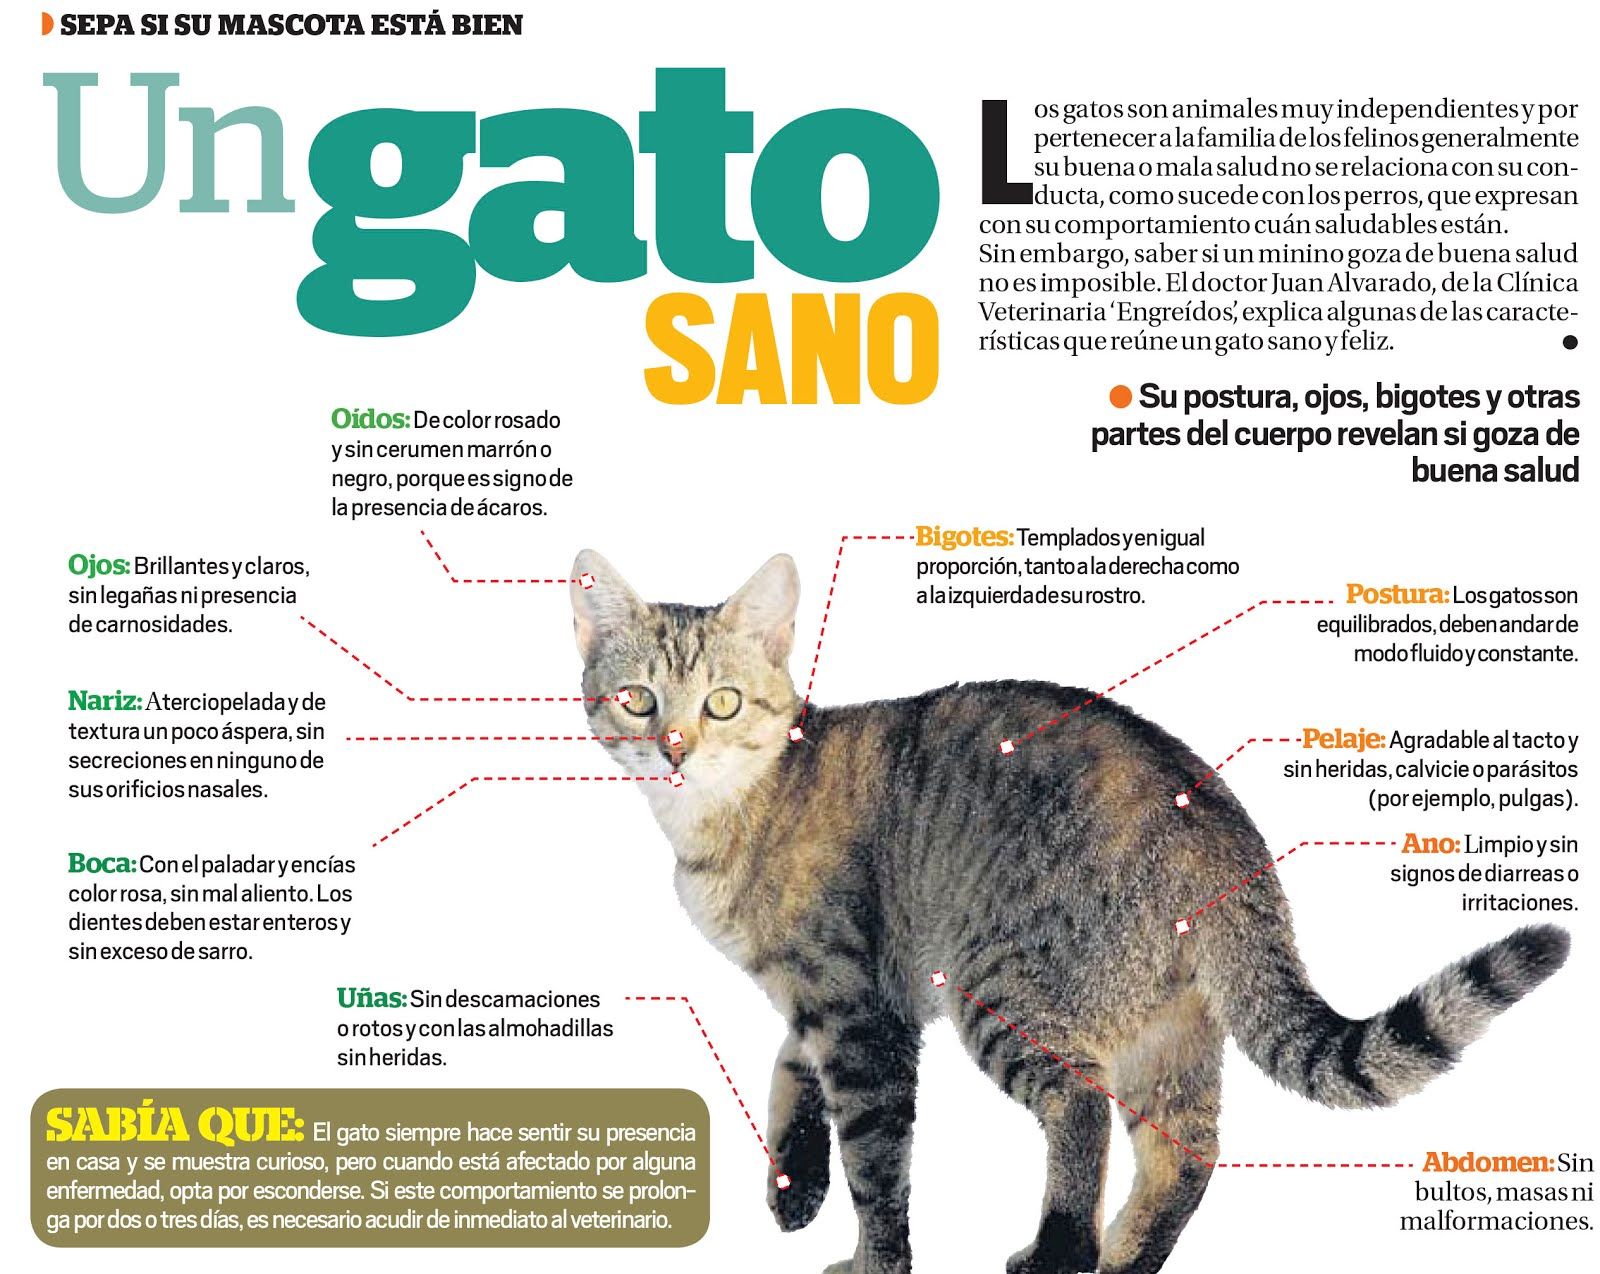 SEPA SI SU MASCOTA ESTÁ BIEN
Un gato
SANO
Los gatos son animales muy independientes y por
pertenecer a la familia de los felinos generalmente
su buena o mala salud no se relaciona con su con-
ducta, como sucede con los perros, que expresan
con su comportamiento cuán saludables están.
Sin embargo, saber si un minino goza de buena salud
no es imposible. El doctor Juan Alvarado, de la Clínica
Veterinaria ‘Engreídos’, explica algunas de las caracte-
rísticas que reúne un gato sano y feliz.
Su postura, ojos, bigotes y otras
partes del cuerpo revelan si goza de
buena salud
Oídos: De color rosado
y sin cerumen marrón o
negro, porque es signo de
la presencia de ácaros.
Ojos: Brillantes y claros,
sin legañas ni presencia
de carnosidades.
Nariz: Aterciopelada y de
textura un poco áspera, sin
secreciones en ninguno de
sus orificios nasales.
Boca: Con el paladar y encías
color rosa, sin mal aliento. Los
dientes deben estar enteros y
sin exceso de sarro.
Uñas: Sin descamaciones
o rotos y con las almohadillas
sin heridas.
Bigotes: Templados y en igual
proporción, tanto a la derecha como
a la izquierda de su rostro.
Postura: Los gatos son
equilibrados, deben andar de
modo fluido y constante.
Pelaje: Agradable al tacto y
sin heridas, calvicie o parásitos
(por ejemplo, pulgas).
Ano: Limpio y sin
signos de diarreas o
irritaciones.
Abdomen: Sin
bultos, masas ni
malformaciones.
SABÍA QUE: El gato siempre hace sentir su presencia
en casa y se muestra curioso, pero cuando está afectado por alguna
enfermedad, opta por esconderse. Si este comportamiento se prolon-
ga por dos o tres días, es necesario acudir de inmediato al veterinario.